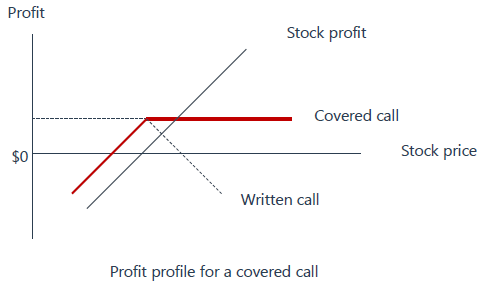 Profit
Stock profit
Covered call
$0
Stock price
Written call
Profit profile for a covered call